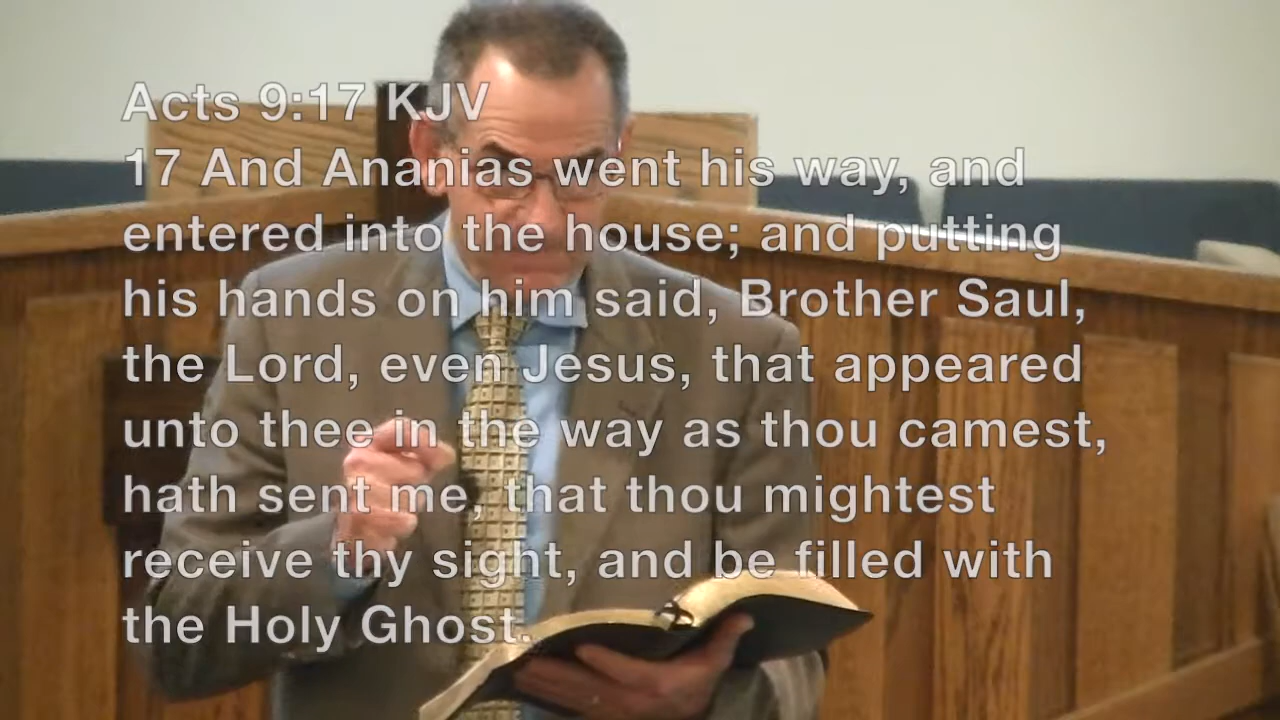 Acts 9:17 KJV
17 And Ananias went his way, and
entered into the house; and putting
his hands on him said, Brother Saul,
the Lord, even Jesus, that appeared
unto thee in the way as thou camest,
hath sent me, that thou mightest
receive thy sight, and be filled with
the Holy Ghost.